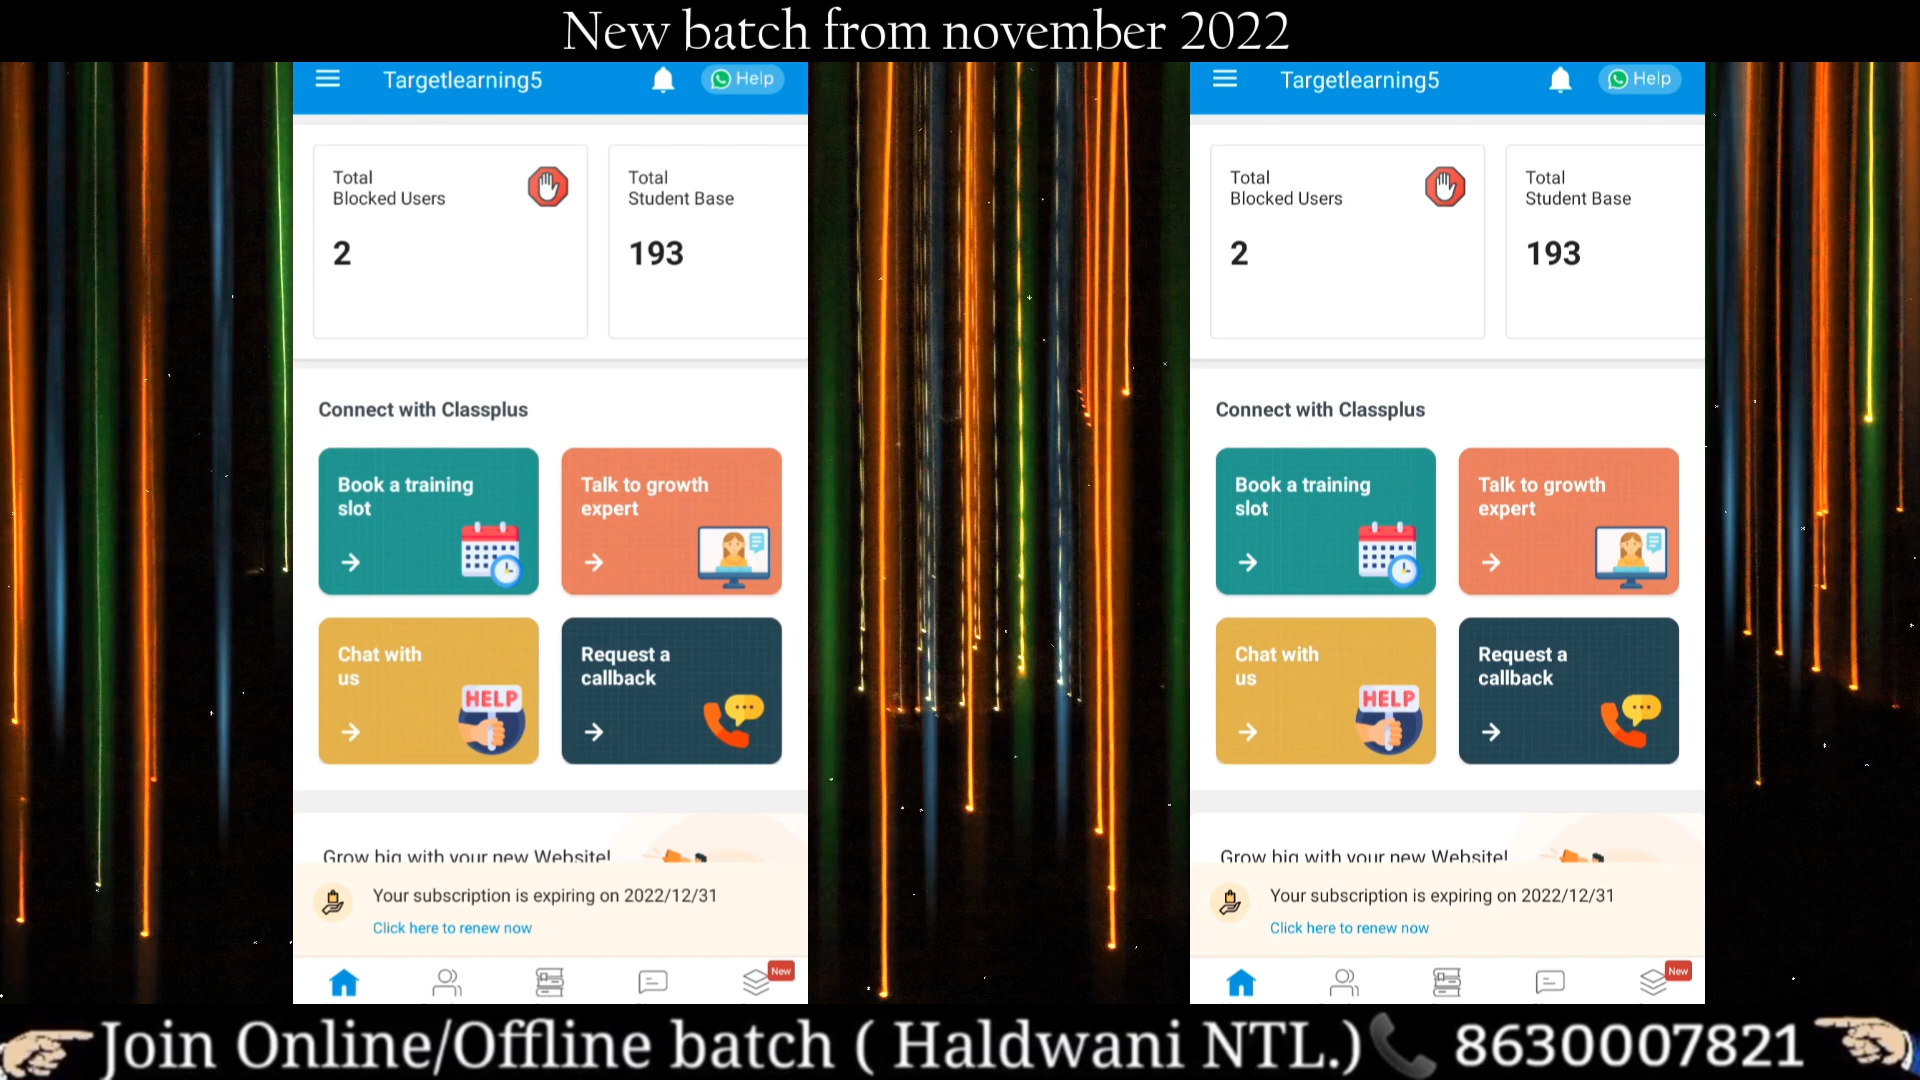 New batch from november 2022
Targetlearning5
Help
Total
Blocked Users
2
Total
Student Base
193
Connect with Classplus
Book a training
slot
Talk to growth
expert
Chat with
us
HELP
Request a
callback
Grow big with your new Website!
Your subscription is expiring on 2022/12/31
Click here to renew now
New
Targetlearning5
Help
Total
Blocked Users
2
Total
Student Base
193
Connect with Classplus
Book a training
slot
Talk to growth
expert
Chat with
us
HELP
Request a
callback
Grow big with your new Website!
Your subscription is expiring on 2022/12/31
Click here to renew now
New
Join Online/Offline batch ( Haldwani NTL.) 8630007821